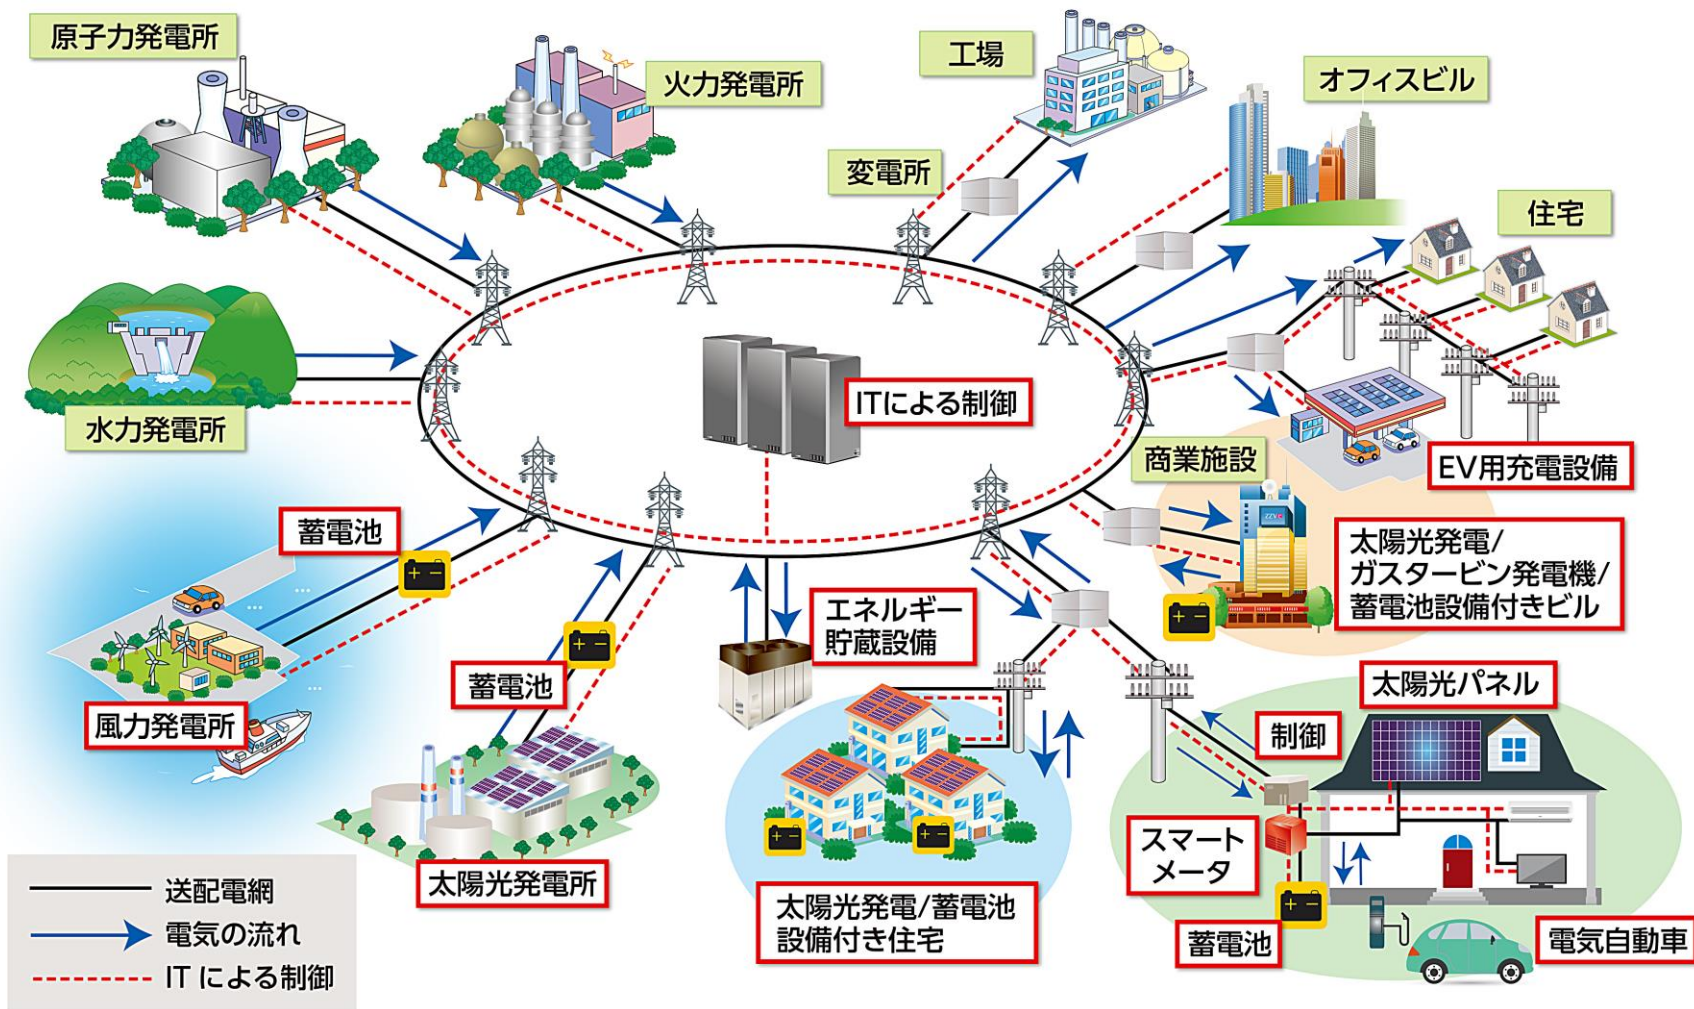 原子力発電所
火力発電所
工場
オフィスビル
変電所
住宅
水力発電所
ITによる制御
商業施設
EV用充電設備
蓄電池
太陽光発電/
ガスタービン発電機/
蓄電池設備付きビル
エネルギー
貯蔵設備
蓄電池
風力発電所
太陽光パネル
制御
スマート
メータ
太陽光発電所
太陽光発電/蓄電池
設備付き住宅
蓄電池
電気自動車
送配電網
電気の流れ
ITによる制御